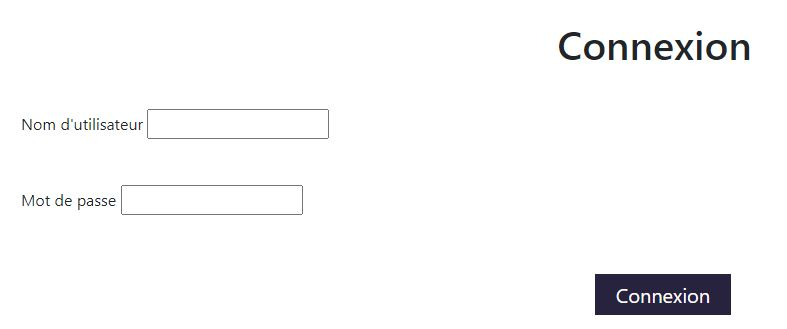 Connexion
Nom d'utilisateur
Mot de passe
Connexion